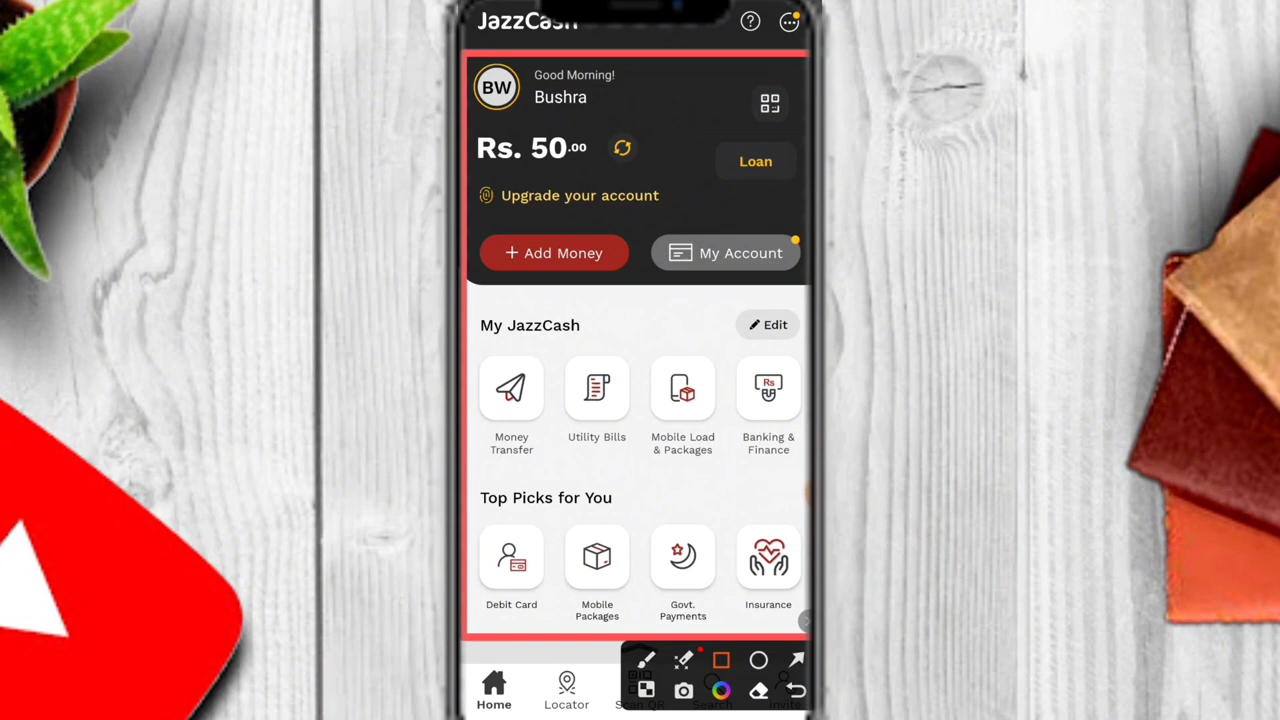 JazzCash
Good Morning!
BW
Bushra
Rs. 50.00
Loan
Upgrade your account
+ Add Money
My Account
My JazzCash
Edit
Rs
Money Transfer
Utility Bills
Mobile Load & Packages
Banking & Finance
Top Picks for You
Debit Card
Mobile Packages
Govt. Payments
Insurance
Home
Locator
Scan QR
Search
Invite